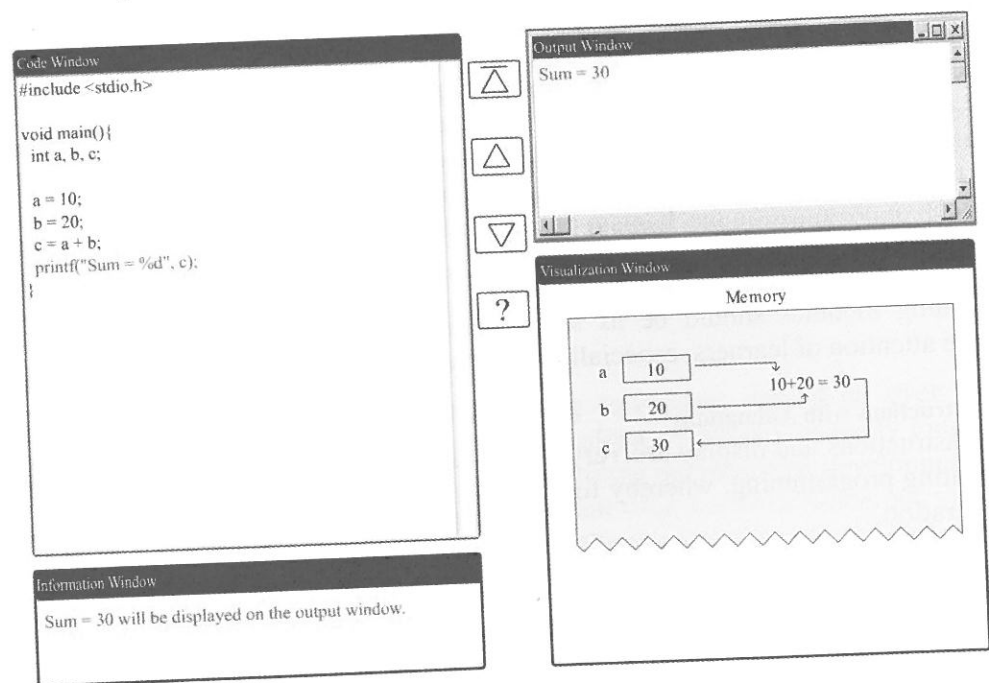 Code Window
#include <stdio.h>
void main(){
int a, b, c;
a = 10;
b = 20;
c = a + b;
printf("Sum = %d", c);
}
?
Output Window
Sum = 30
Visualization Window
Memory
a 10
10+20 = 30
b 20
c 30
Information Window
Sum = 30 will be displayed on the output window.